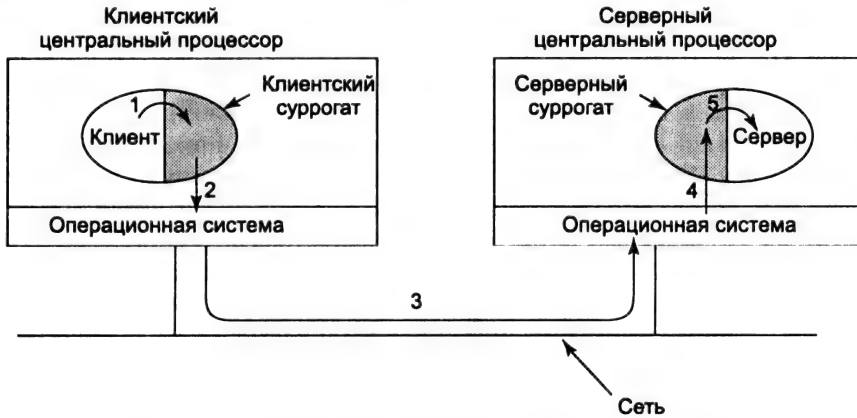 Клиентский
центральный процессор
Серверный
центральный процессор
Клиентский
суррогат
Серверный
суррогат
1
Клиент
5
Сервер
2
4
Операционная система
Операционная система
3
Сеть